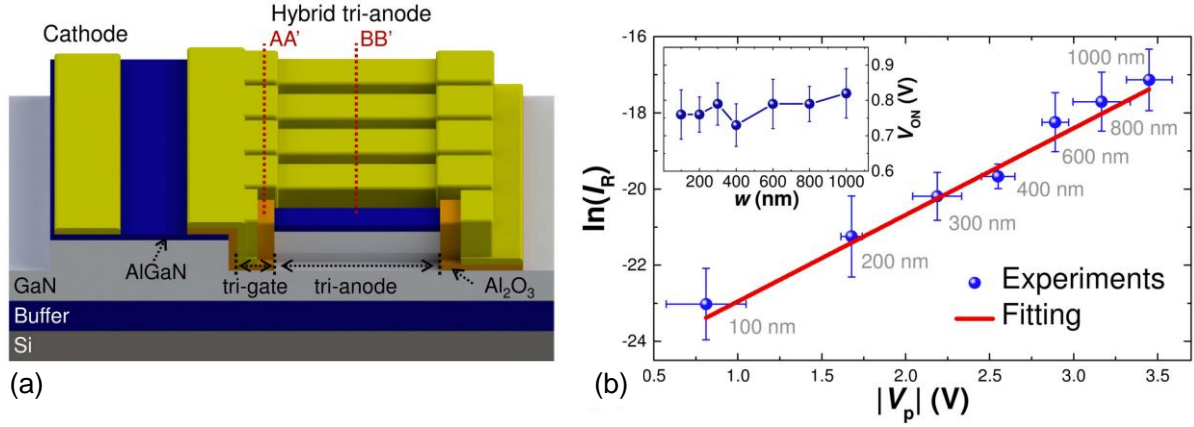 Cathode
Hybrid tri-anode
AA’
BB’
AlGaN
GaN
tri-gate
tri-anode
Al2O3
Buffer
Si
(a)
ln(IR)
-16
-18
-20
-22
-24
0.5 1.0 1.5 2.0 2.5 3.0 3.5
|Vp| (V)
100 nm
200 nm
300 nm
400 nm
600 nm
800 nm
1000 nm
Experiments
Fitting
0.9
0.8
0.7
0.6
VON (V)
200 400 600 800 1000
w (nm)
(b)